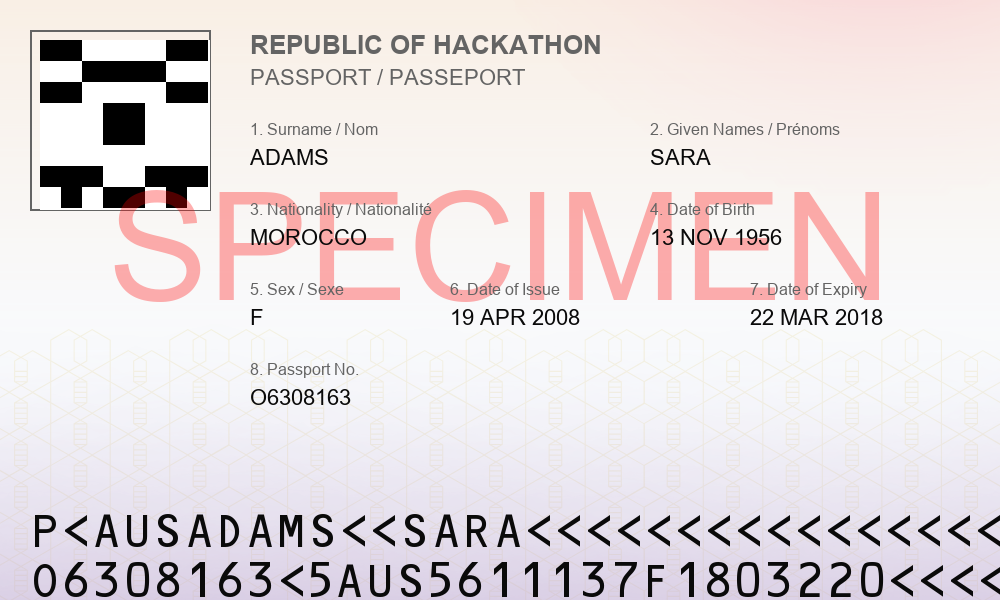 REPUBLIC OF HACKATHON
PASSPORT / PASSEPORT
1. Surname / Nom 2. Given Names / Prénoms
ADAMS SARA
SPECIMEN
3. Nationality / Nationalité 4. Date of Birth
MOROCCO 13 NOV 1956
5. Sex / Sexe 6. Date of Issue 7. Date of Expiry
F 19 APR 2008 22 MAR 2018
8. Passport No.
O6308163
P<AUSADAMS<<SARA<<<<<<<<<<<<<<<<
O6308163<5AUS5611137F1803220<<<<